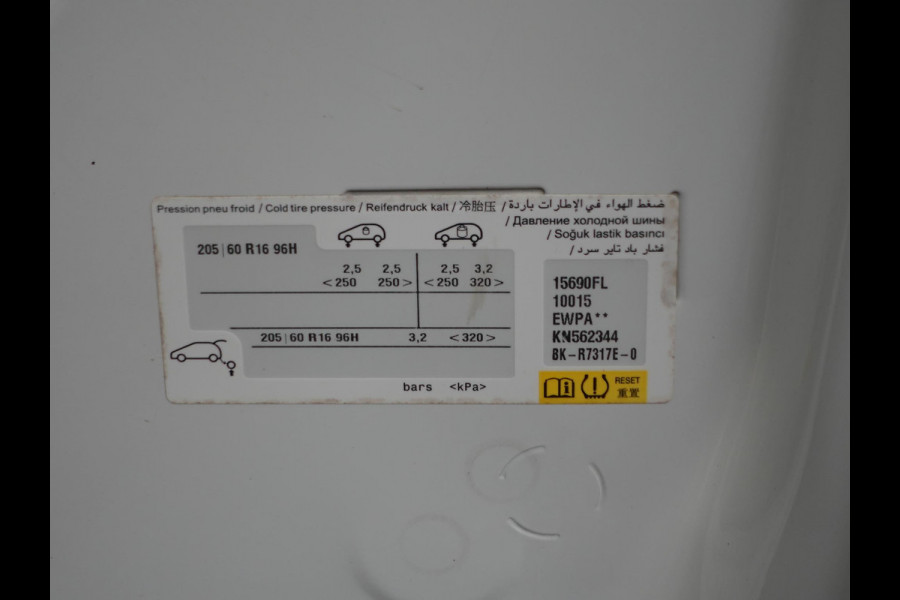 Pression pneu froid / Cold tire pressure / Reifendruck kalt / 冷胎压 / ضغط الهواء في الإطارات باردة
/ Давление холодной шины
/ Soğuk lastik basıncı
/ فشار باد تایر سرد
205 | 60 R16 96H
2,5 2,5 2,5 3,2
<250 250> <250 320>
205 | 60 R16 96H 3,2 <320>
bars <kPa>
15690FL
10015
EWPA**
KN562344
8K-R7317E-0
RESET
重置